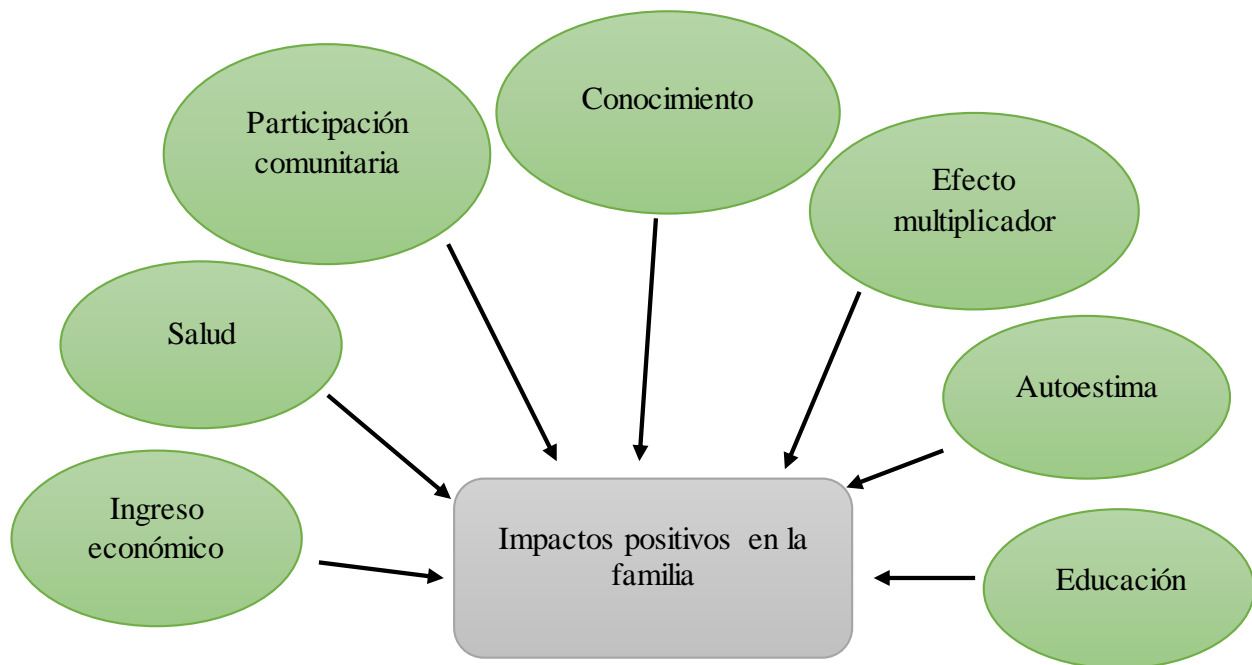 Conocimiento
Participación
comunitaria
Efecto
multiplicador
Salud
Autoestima
Ingreso
económico
Impactos positivos en la
familia
Educación